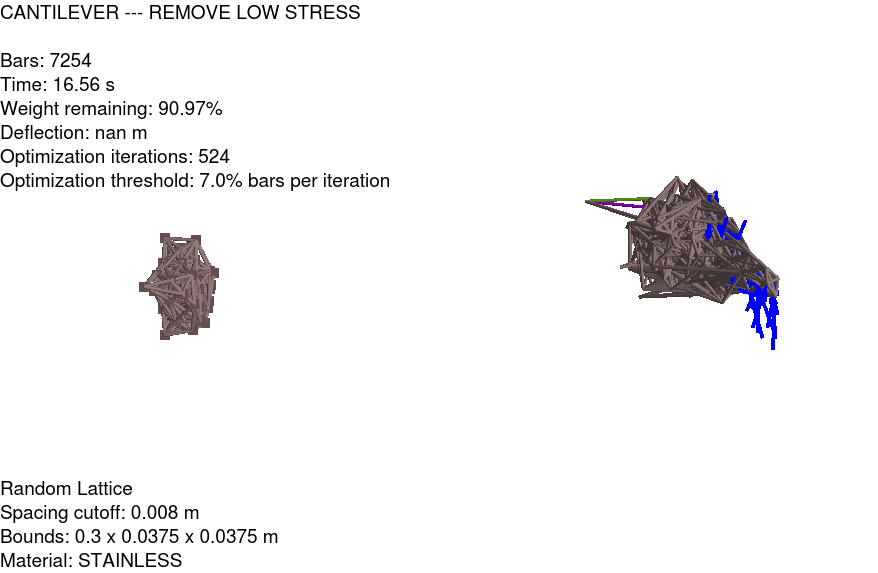 CANTILEVER --- REMOVE LOW STRESS
Bars: 7254
Time: 16.56 s
Weight remaining: 90.97%
Deflection: nan m
Optimization iterations: 524
Optimization threshold: 7.0% bars per iteration
Random Lattice
Spacing cutoff: 0.008 m
Bounds: 0.3 x 0.0375 x 0.0375 m
Material: STAINLESS